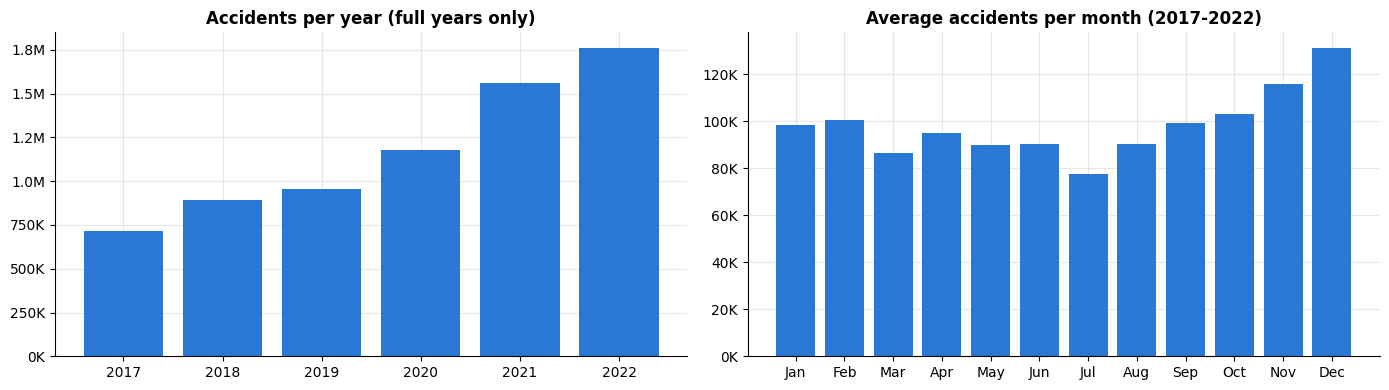 Accidents per year (full years only)
1.8M
1.5M
1.2M
1.0M
750K
500K
250K
0K
2017 2018 2019 2020 2021 2022
Average accidents per month (2017-2022)
120K
100K
80K
60K
40K
20K
0K
Jan Feb Mar Apr May Jun Jul Aug Sep Oct Nov Dec